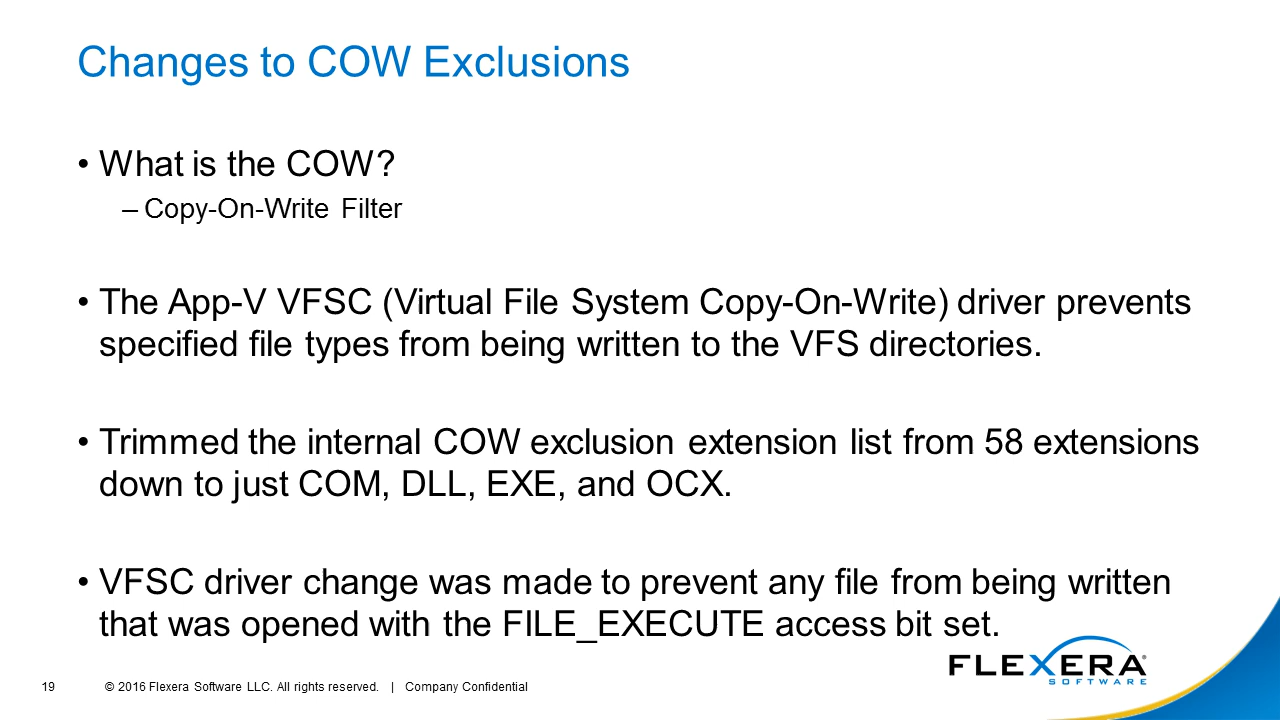 Changes to COW Exclusions
• What is the COW?
– Copy-On-Write Filter
• The App-V VFSC (Virtual File System Copy-On-Write) driver prevents
specified file types from being written to the VFS directories.
• Trimmed the internal COW exclusion extension list from 58 extensions
down to just COM, DLL, EXE, and OCX.
• VFSC driver change was made to prevent any file from being written
that was opened with the FILE_EXECUTE access bit set.
FLEXERA
SOFTWARE
19 © 2016 Flexera Software LLC. All rights reserved. | Company Confidential